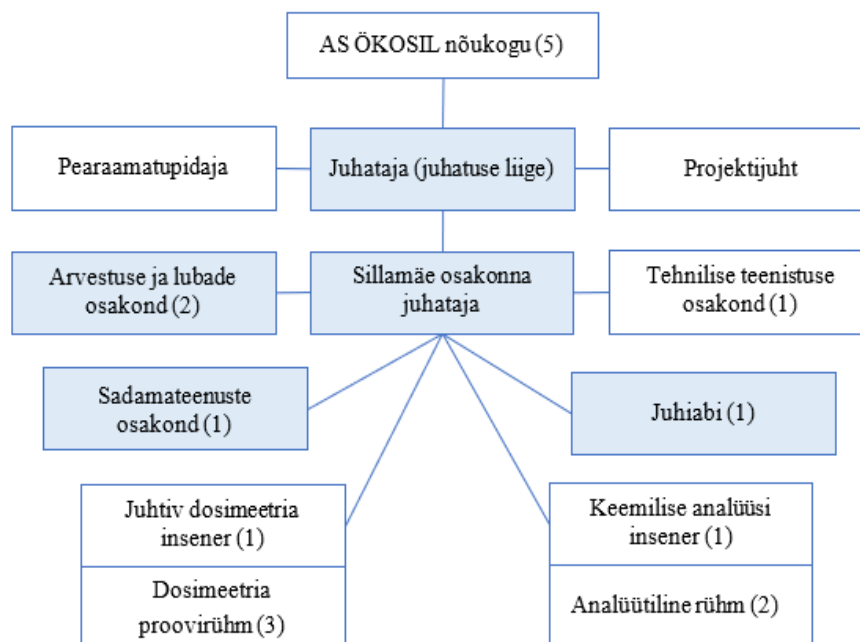 AS ÖKOSIL nõukogu (5)
Pearaamatupidaja
Juhataja (juhatuse liige)
Projektijuht
Arvestuse ja lubade
osakond (2)
Sillamäe osakonna
juhataja
Tehnilise teenistuse
osakond (1)
Sadamateenuste
osakond (1)
Juhiabi (1)
Juhtiv dosimeetria
insener (1)
Keemilise analüüsi
insener (1)
Dosimeetria
proovirühm (3)
Analüütiline rühm (2)